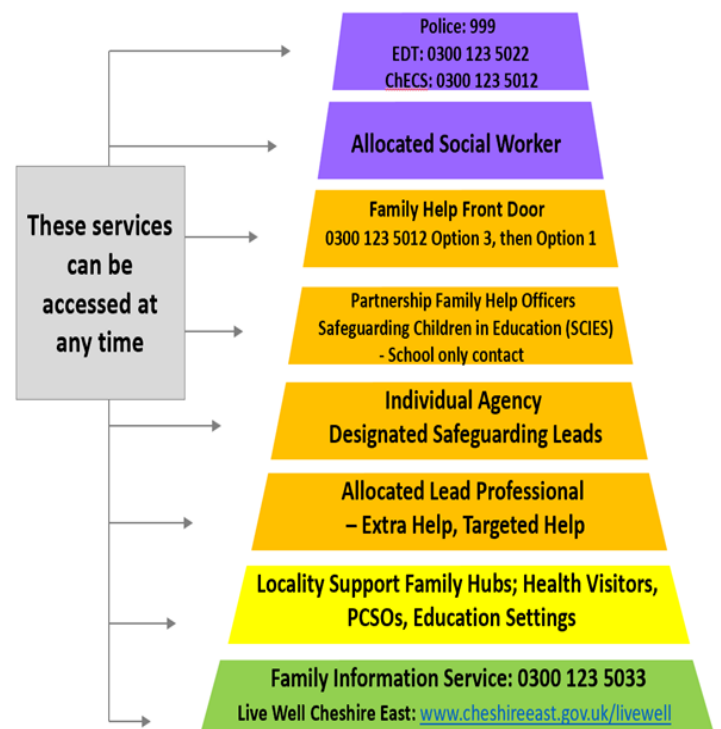 Police: 999
EDT: 0300 123 5022
ChECS: 0300 123 5012
Allocated Social Worker
These services
can be
accessed at
any time
Family Help Front Door
0300 123 5012 Option 3, then Option 1
Partnership Family Help Officers
Safeguarding Children in Education (SCIES)
- School only contact
Individual Agency
Designated Safeguarding Leads
Allocated Lead Professional
– Extra Help, Targeted Help
Locality Support Family Hubs; Health Visitors,
PCSOs, Education Settings
Family Information Service: 0300 123 5033
Live Well Cheshire East: www.cheshireeast.gov.uk/livewell